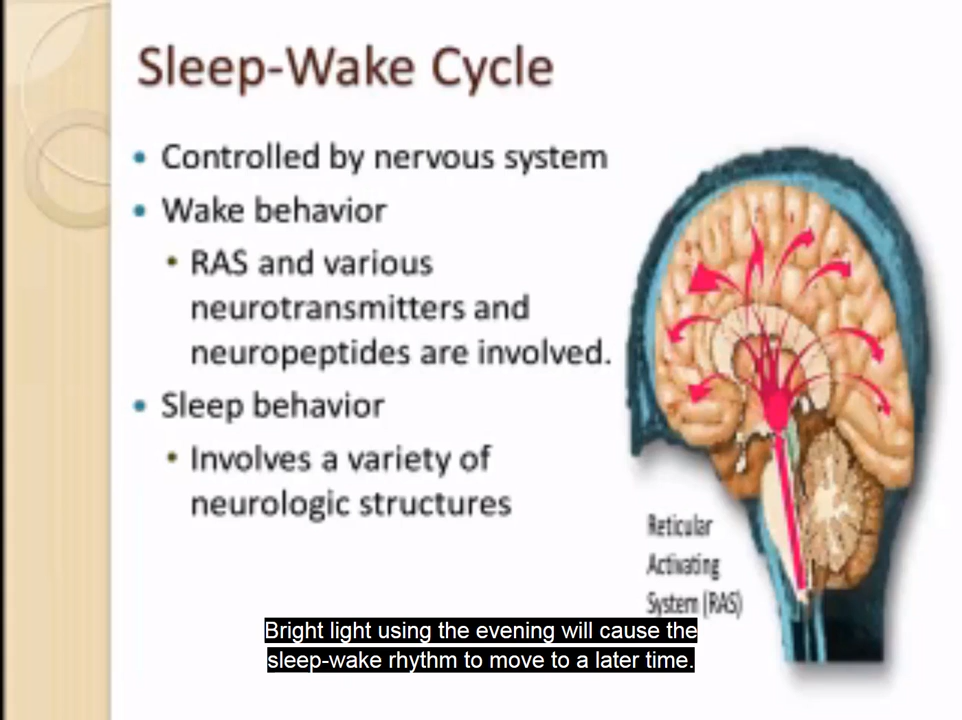 Sleep-Wake Cycle
• Controlled by nervous system
• Wake behavior
• RAS and various
neurotransmitters and
neuropeptides are involved.
• Sleep behavior
• Involves a variety of
neurologic structures
Reticular
Activating
System (RAS)
Bright light using the evening will cause the
sleep-wake rhythm to move to a later time.